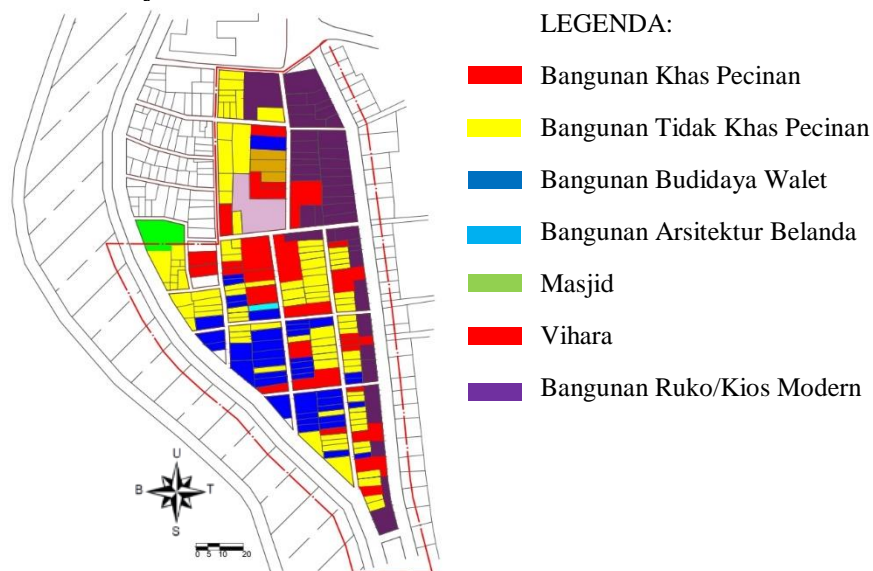 LEGENDA:
Bangunan Khas Pecinan
Bangunan Tidak Khas Pecinan
Bangunan Budidaya Walet
Bangunan Arsitektur Belanda
Masjid
Vihara
Bangunan Ruko/Kios Modern
U
B T
S
0 5 10 20